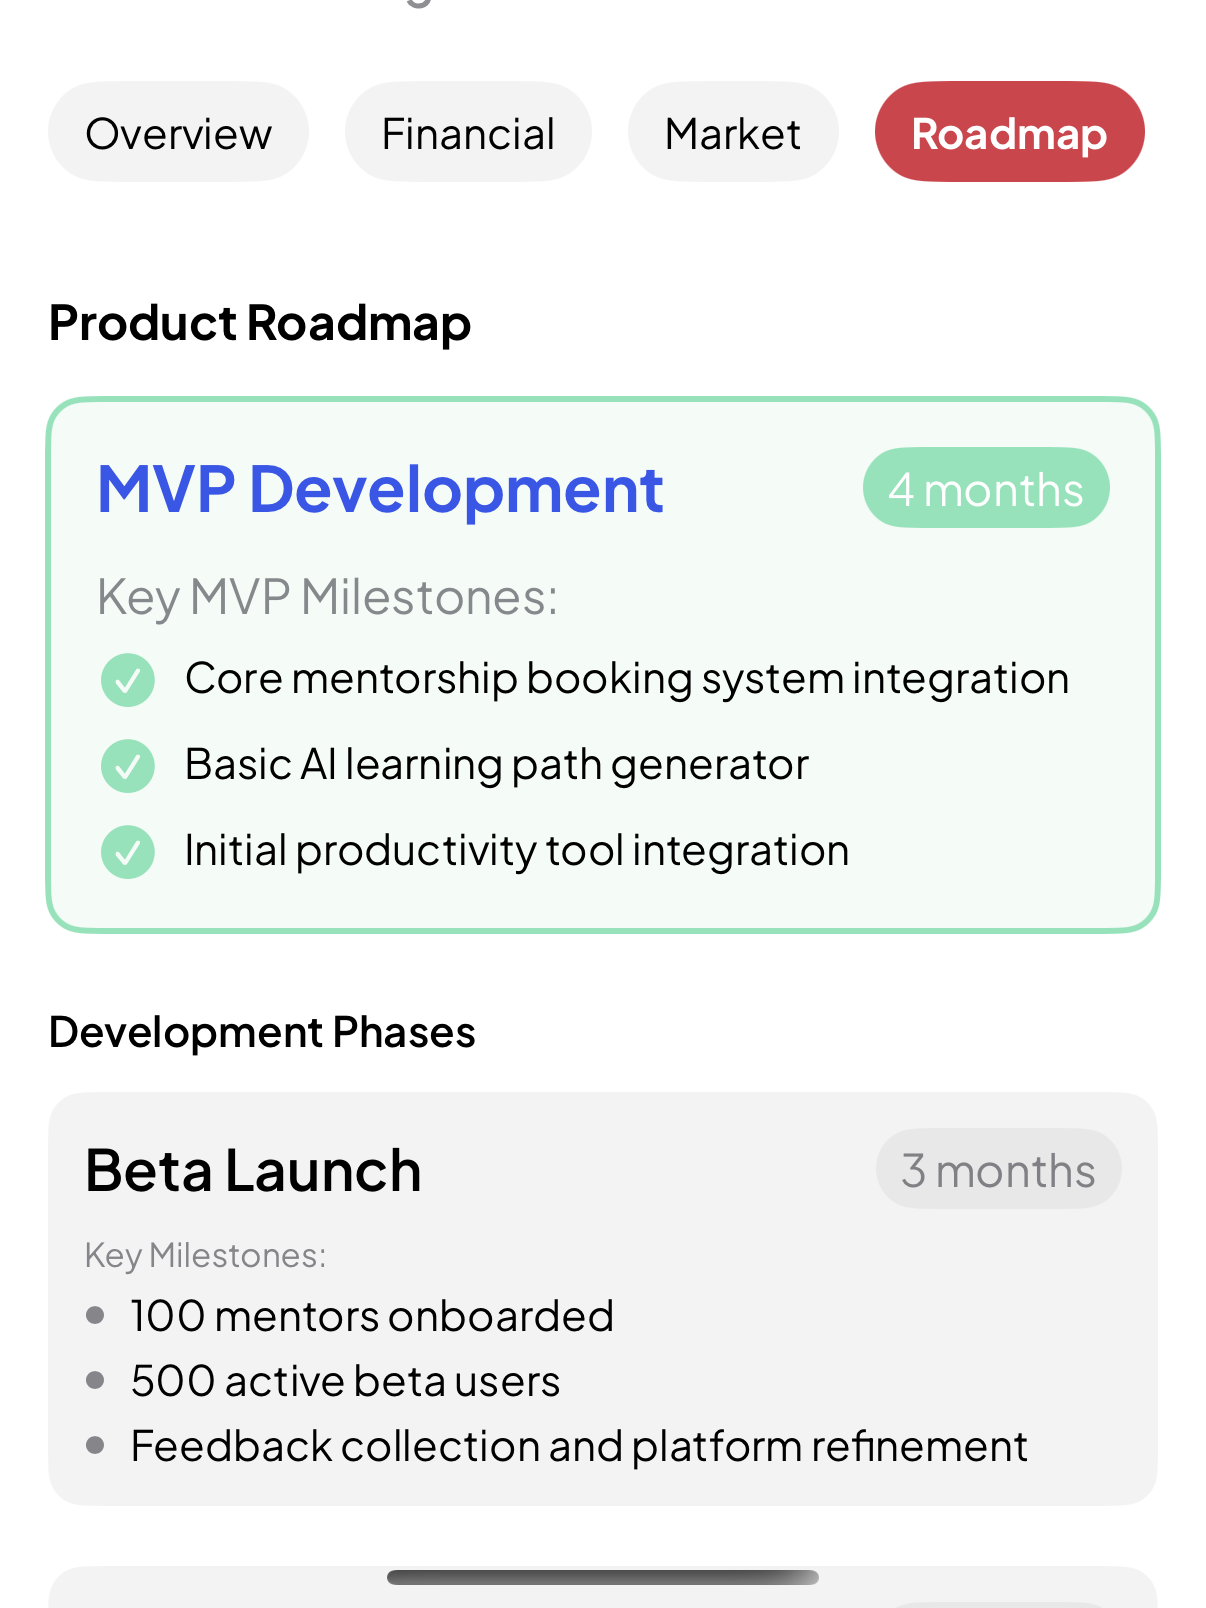 Overview Financial Market Roadmap
Product Roadmap
MVP Development 4 months
Key MVP Milestones:
Core mentorship booking system integration
Basic AI learning path generator
Initial productivity tool integration
Development Phases
Beta Launch 3 months
Key Milestones:
100 mentors onboarded
500 active beta users
Feedback collection and platform refinement